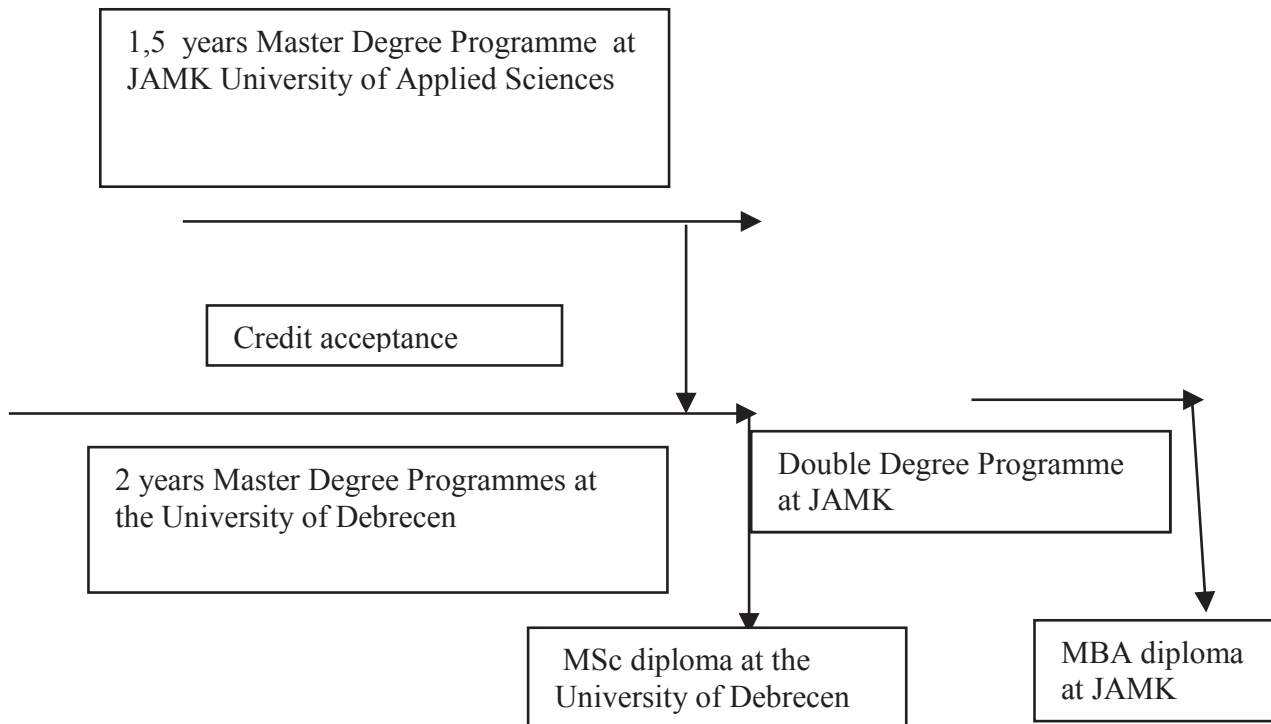 1,5 years Master Degree Programme at
JAMK University of Applied Sciences
Credit acceptance
2 years Master Degree Programmes at
the University of Debrecen
Double Degree Programme
at JAMK
MSc diploma at the
University of Debrecen
MBA diploma
at JAMK